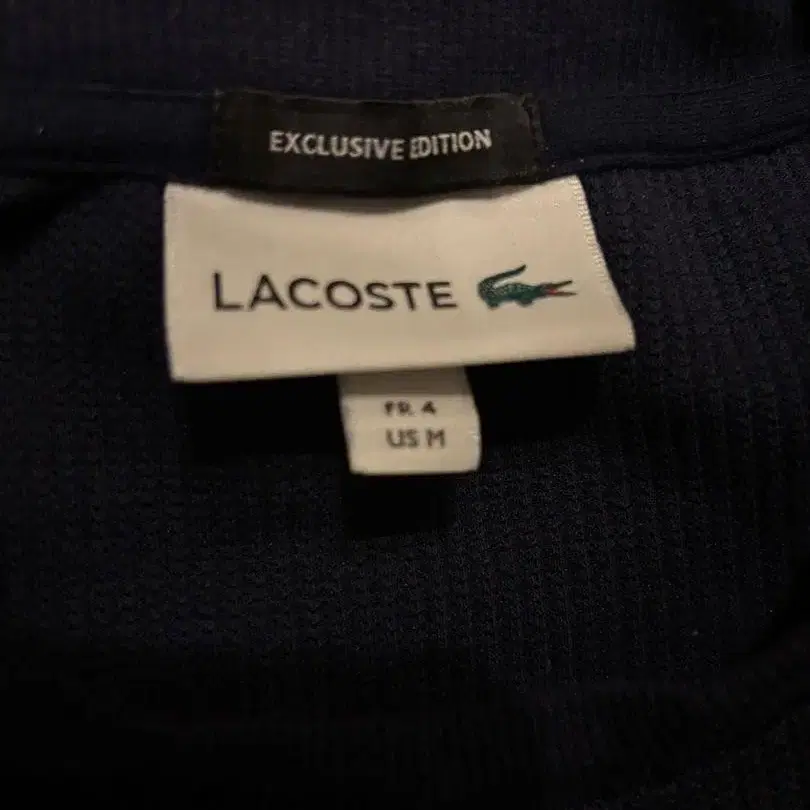 EXCLUSIVE EDITION
LACOSTE
FR. 4
US M